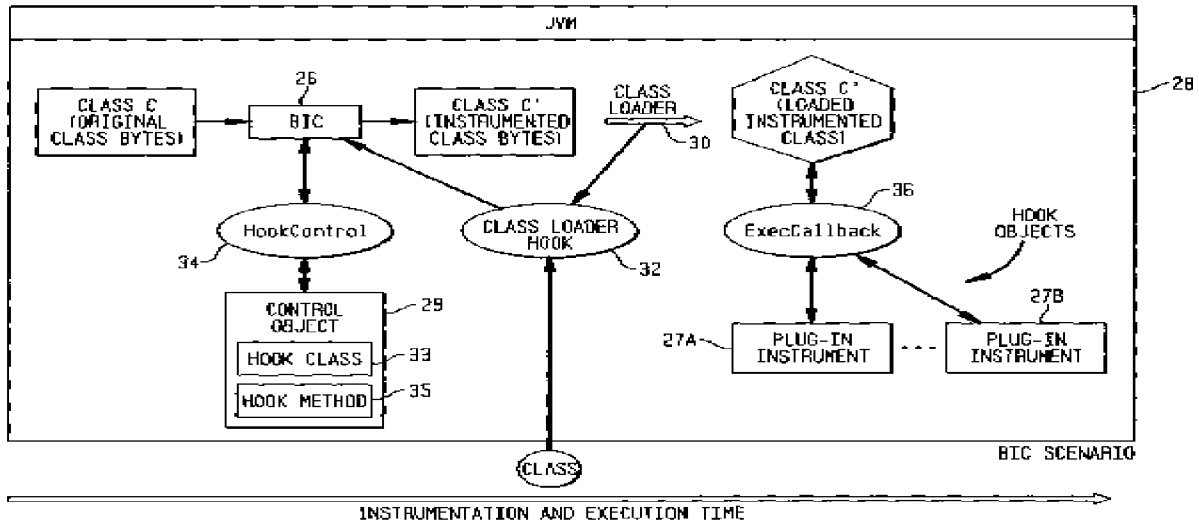 JVM
28
26
CLASS C
(ORIGINAL
CLASS BYTES)
BIC
CLASS C'
(INSTRUMENTED
CLASS BYTES)
CLASS
LOADER
30
CLASS C'
(LOADED
INSTRUMENTED
CLASS)
36
HookControl
34
CLASS LOADER
HOOK
32
ExecCallback
HOOK
OBJECTS
CONTROL
OBJECT
29
HOOK CLASS
33
HOOK METHOD
35
27A
PLUG-IN
INSTRUMENT
...
27B
PLUG-IN
INSTRUMENT
BIC SCENARIO
CLASS
INSTRUMENTATION AND EXECUTION TIME